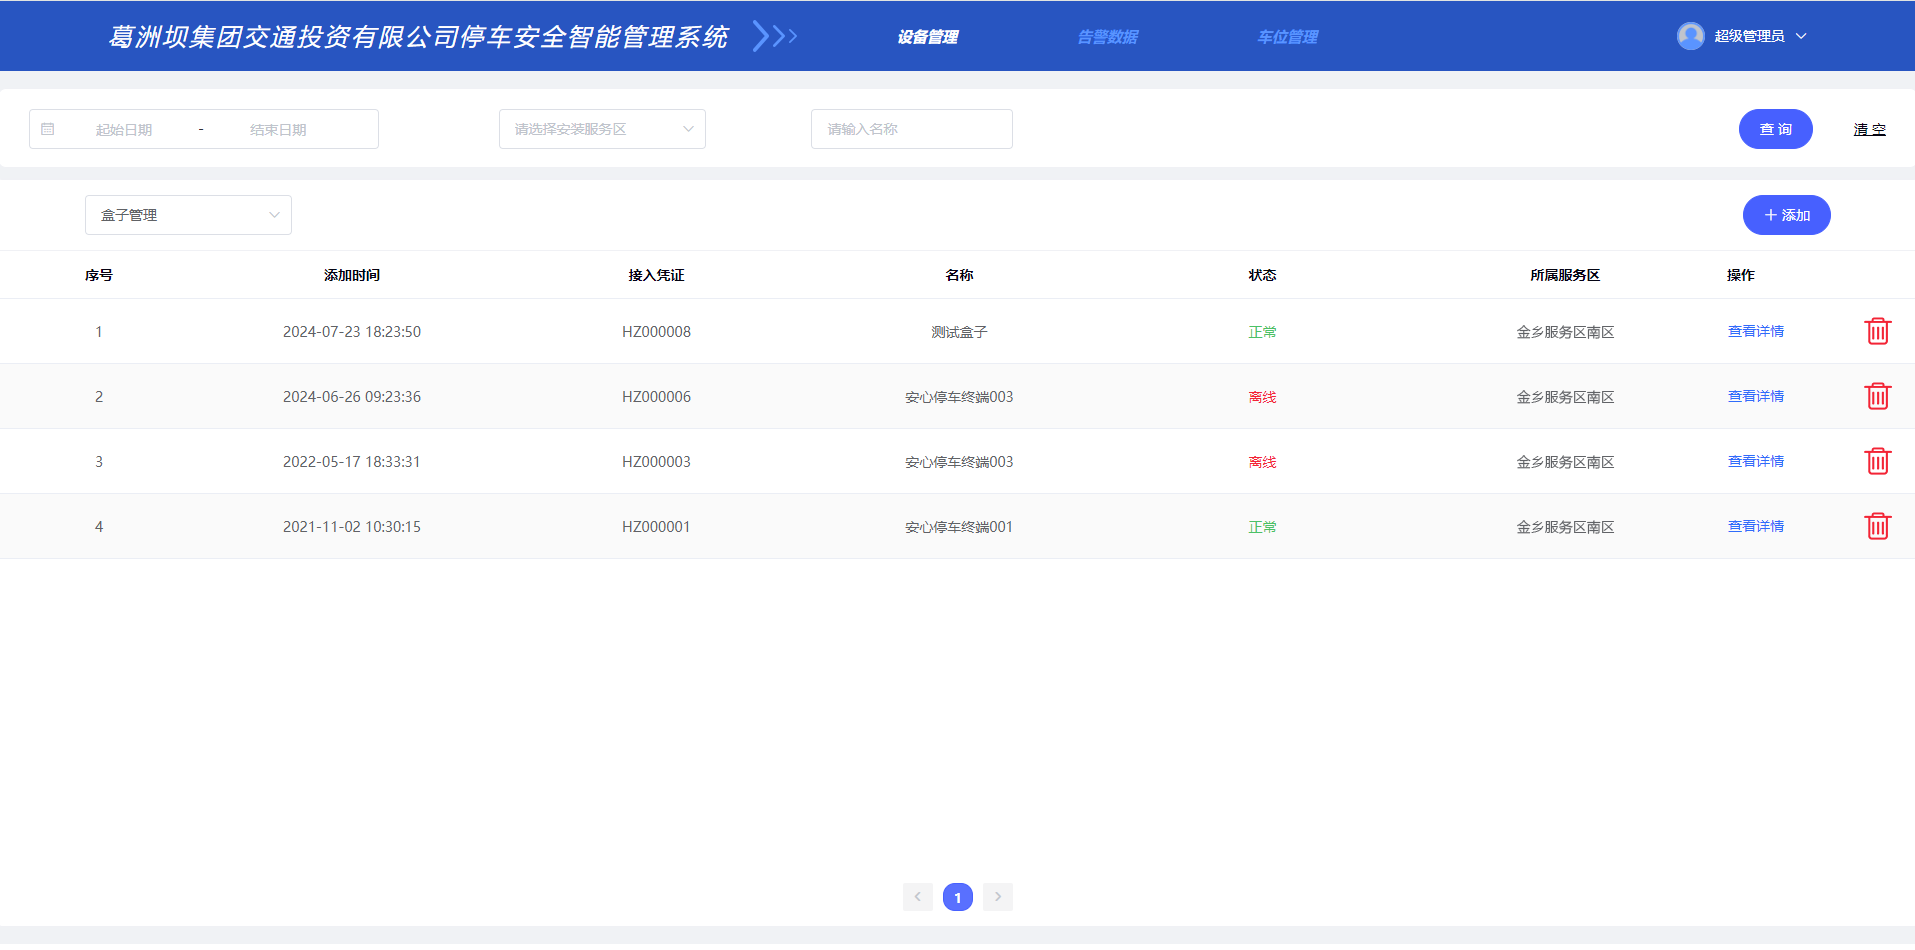 葛洲坝集团交通投资有限公司停车安全智能管理系统 设备管理 告警数据 车位管理 超级管理员
起始日期 - 结束日期 请选择安装服务区 请输入名称 查 询 清 空
盒子管理 添加
序号 添加时间 接入凭证 名称 状态 所属服务区 操作
1 2024-07-23 18:23:50 HZ000008 测试盒子 正常 金乡服务区南区 查看详情
2 2024-06-26 09:23:36 HZ000006 安心停车终端003 离线 金乡服务区南区 查看详情
3 2022-05-17 18:33:31 HZ000003 安心停车终端003 离线 金乡服务区南区 查看详情
4 2021-11-02 10:30:15 HZ000001 安心停车终端001 正常 金乡服务区南区 查看详情
1